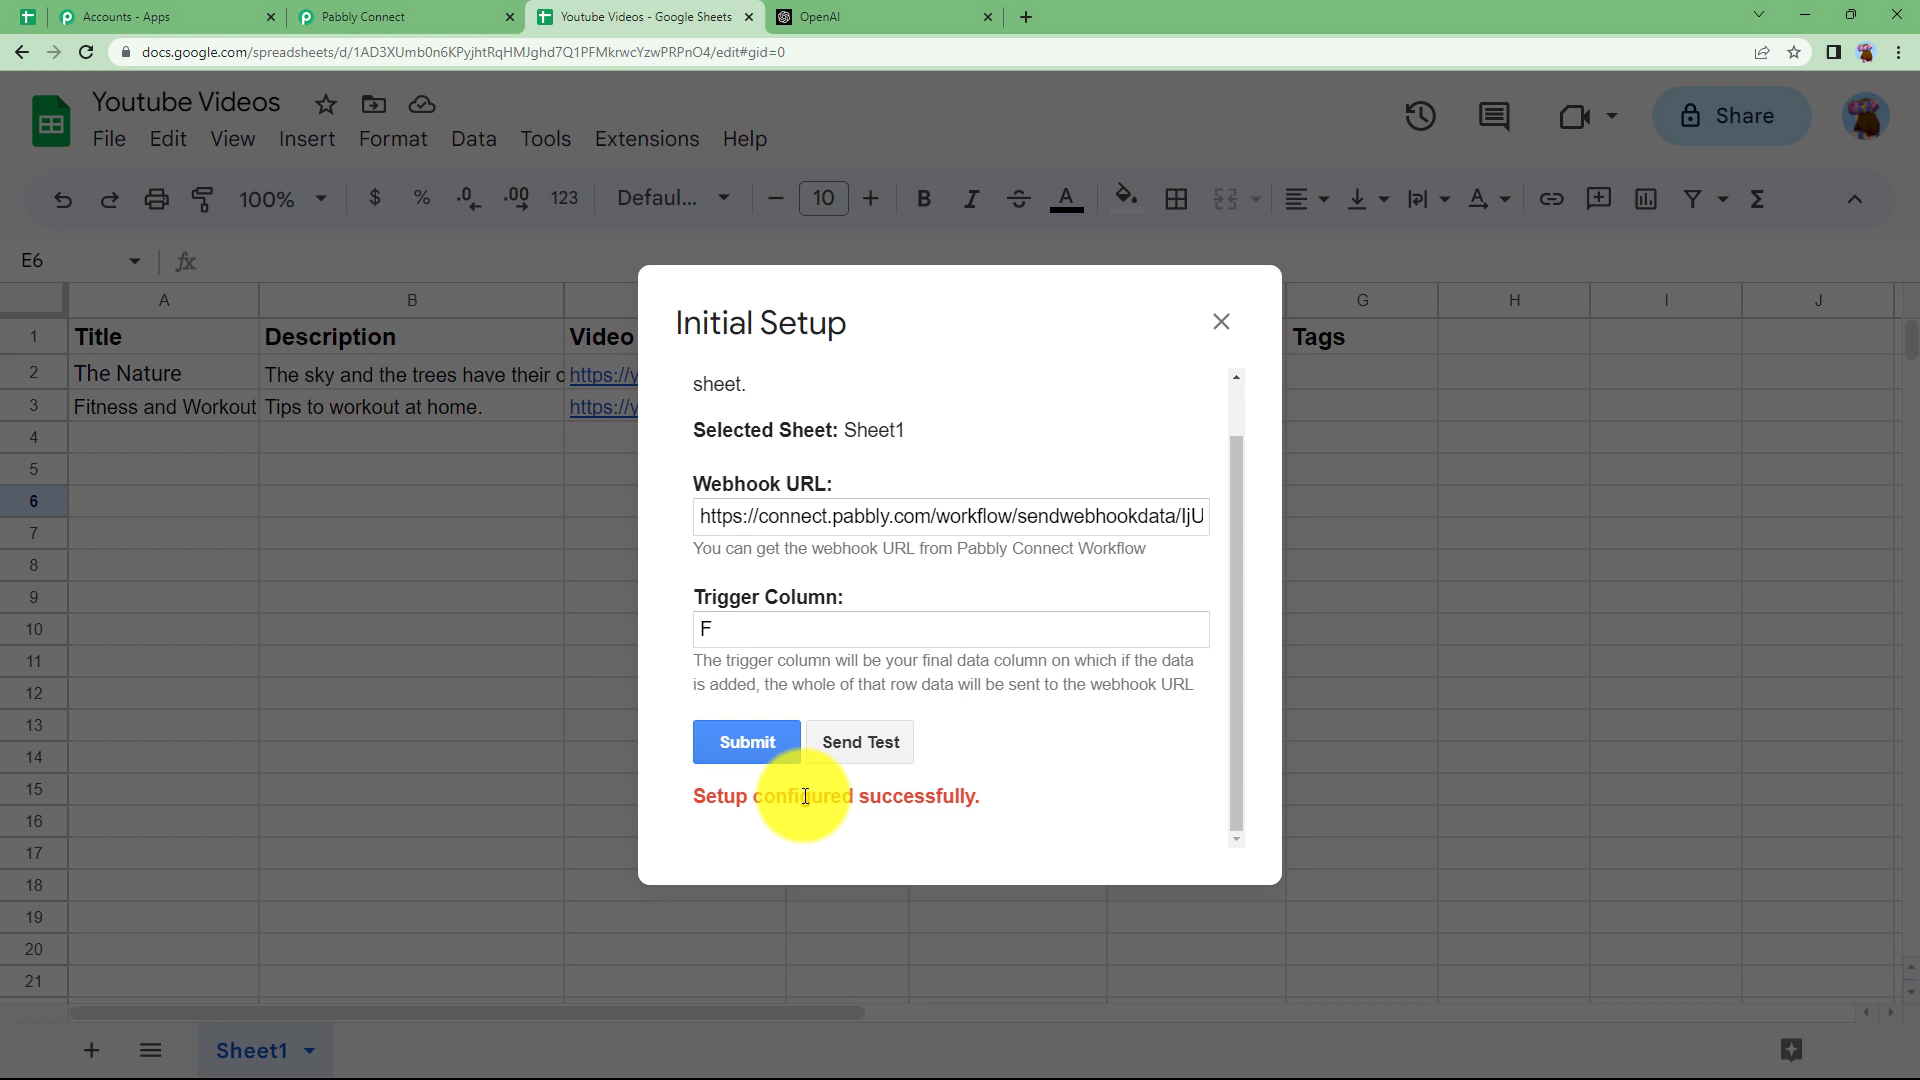 Accounts - Apps
Pabbly Connect
Youtube Videos - Google Sheets
OpenAI
docs.google.com/spreadsheets/d/1AD3XUmb0n6KPyjhtRqHMJghd7Q1PFMkrwcYzwPRPnO4/edit#gid=0
Youtube Videos
File Edit View Insert Format Data Tools Extensions Help
Share
100% $ % .0 .00 123 Defaul... 10 B I A
E6 fx
A B G H I J
1 Title Description Video Tags
2 The Nature The sky and the trees have their c https://y
3 Fitness and Workout Tips to workout at home. https://y
4
5
6
7
8
9
10
11
12
13
14
15
16
17
18
19
20
21
Initial Setup
sheet.
Selected Sheet: Sheet1
Webhook URL:
https://connect.pabbly.com/workflow/sendwebhookdata/IjU
You can get the webhook URL from Pabbly Connect Workflow
Trigger Column:
F
The trigger column will be your final data column on which if the data
is added, the whole of that row data will be sent to the webhook URL
Submit Send Test
Setup configured successfully.
Sheet1